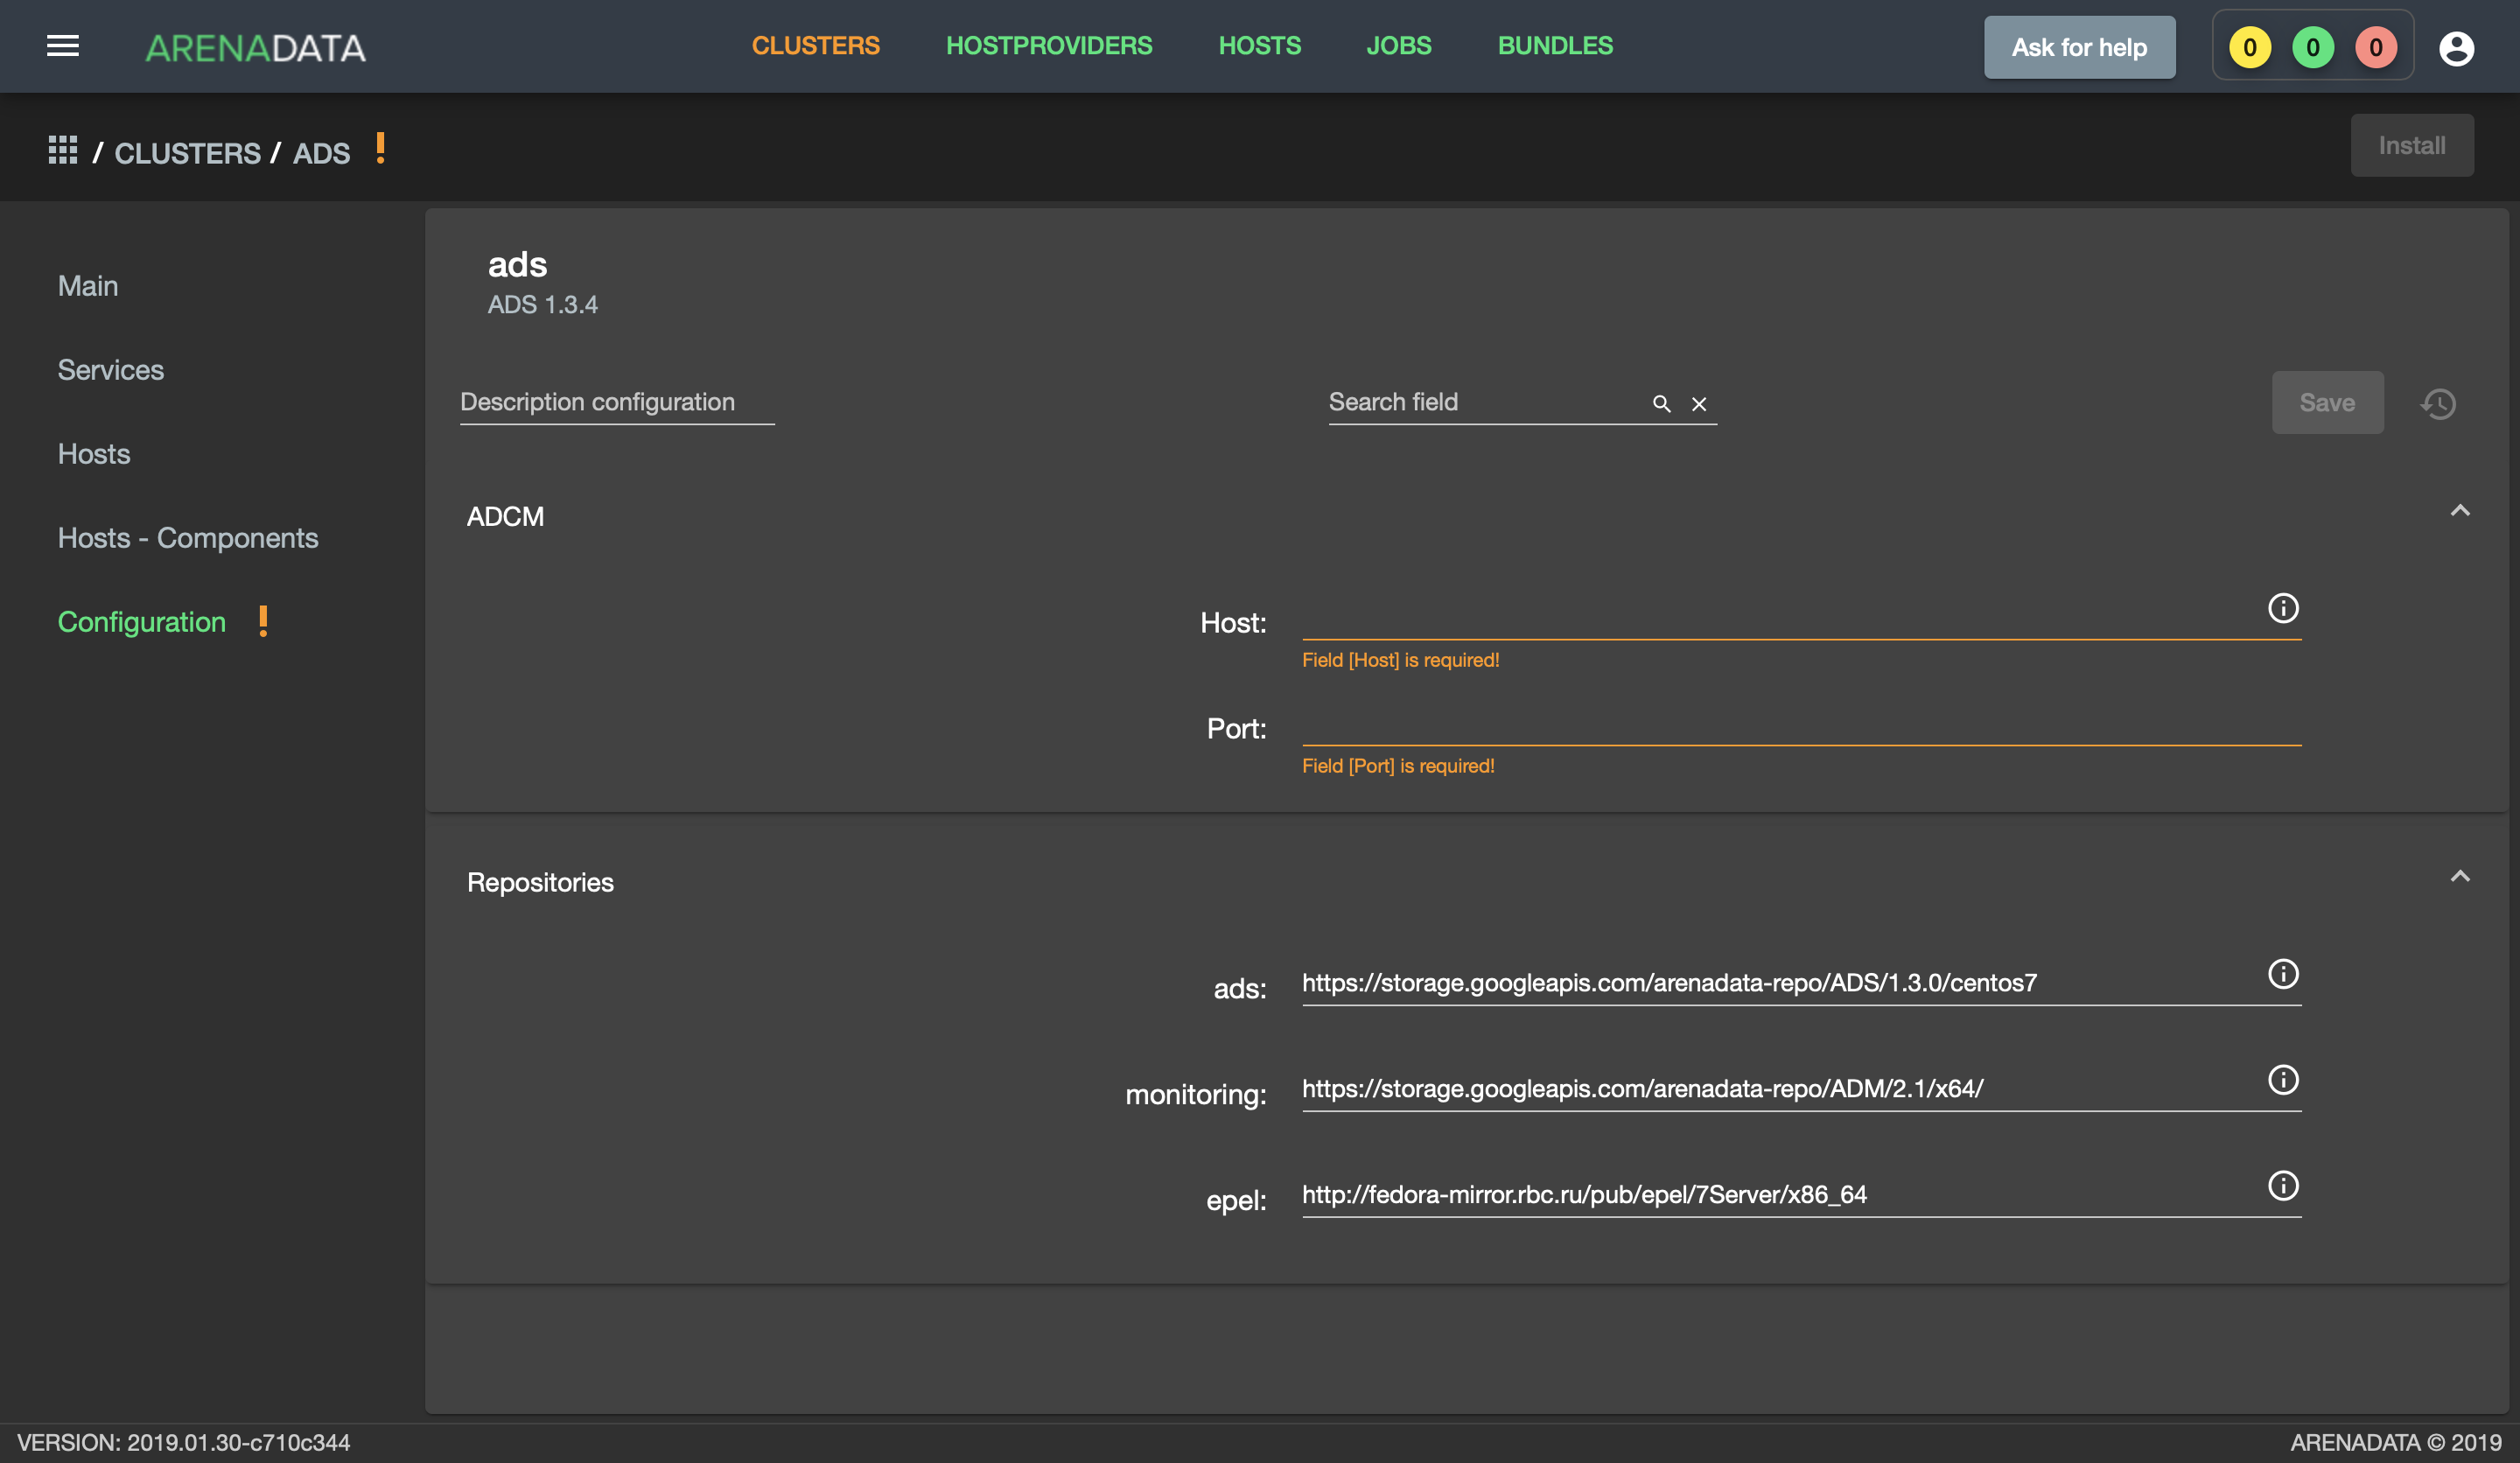 ARENADATA
CLUSTERS HOSTPROVIDERS HOSTS JOBS BUNDLES
Ask for help
0 0 0
/ CLUSTERS / ADS !
Install
Main
Services
Hosts
Hosts - Components
Configuration !
ads
ADS 1.3.4
Description configuration
Search field
Save
ADCM
Host:
Field [Host] is required!
Port:
Field [Port] is required!
Repositories
ads: https://storage.googleapis.com/arenadata-repo/ADS/1.3.0/centos7
monitoring: https://storage.googleapis.com/arenadata-repo/ADM/2.1/x64/
epel: http://fedora-mirror.rbc.ru/pub/epel/7Server/x86_64
VERSION: 2019.01.30-c710c344
ARENADATA © 2019